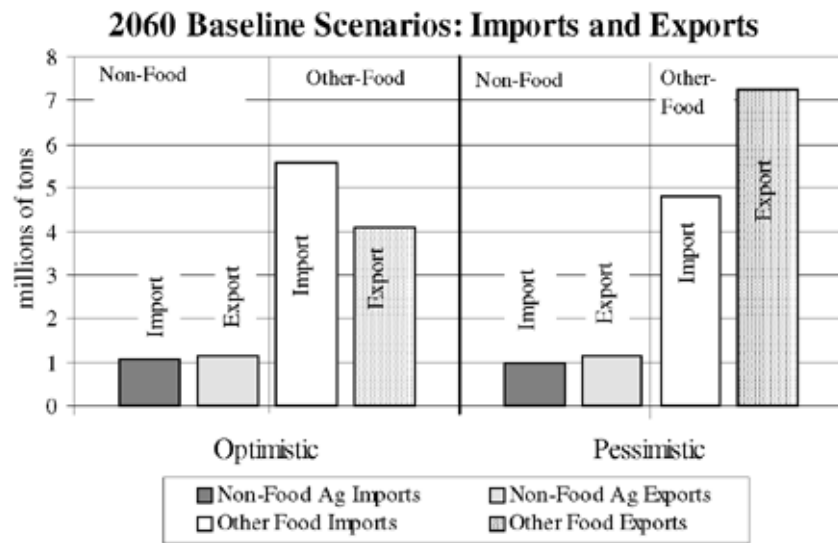 2060 Baseline Scenarios: Imports and Exports
millions of tons
8
7
6
5
4
3
2
1
0
Non-Food
Other-Food
Non-Food
Other-
Food
Import
Export
Import
Export
Import
Export
Import
Export
Optimistic
Pessimistic
Non-Food Ag Imports
Non-Food Ag Exports
Other Food Imports
Other Food Exports